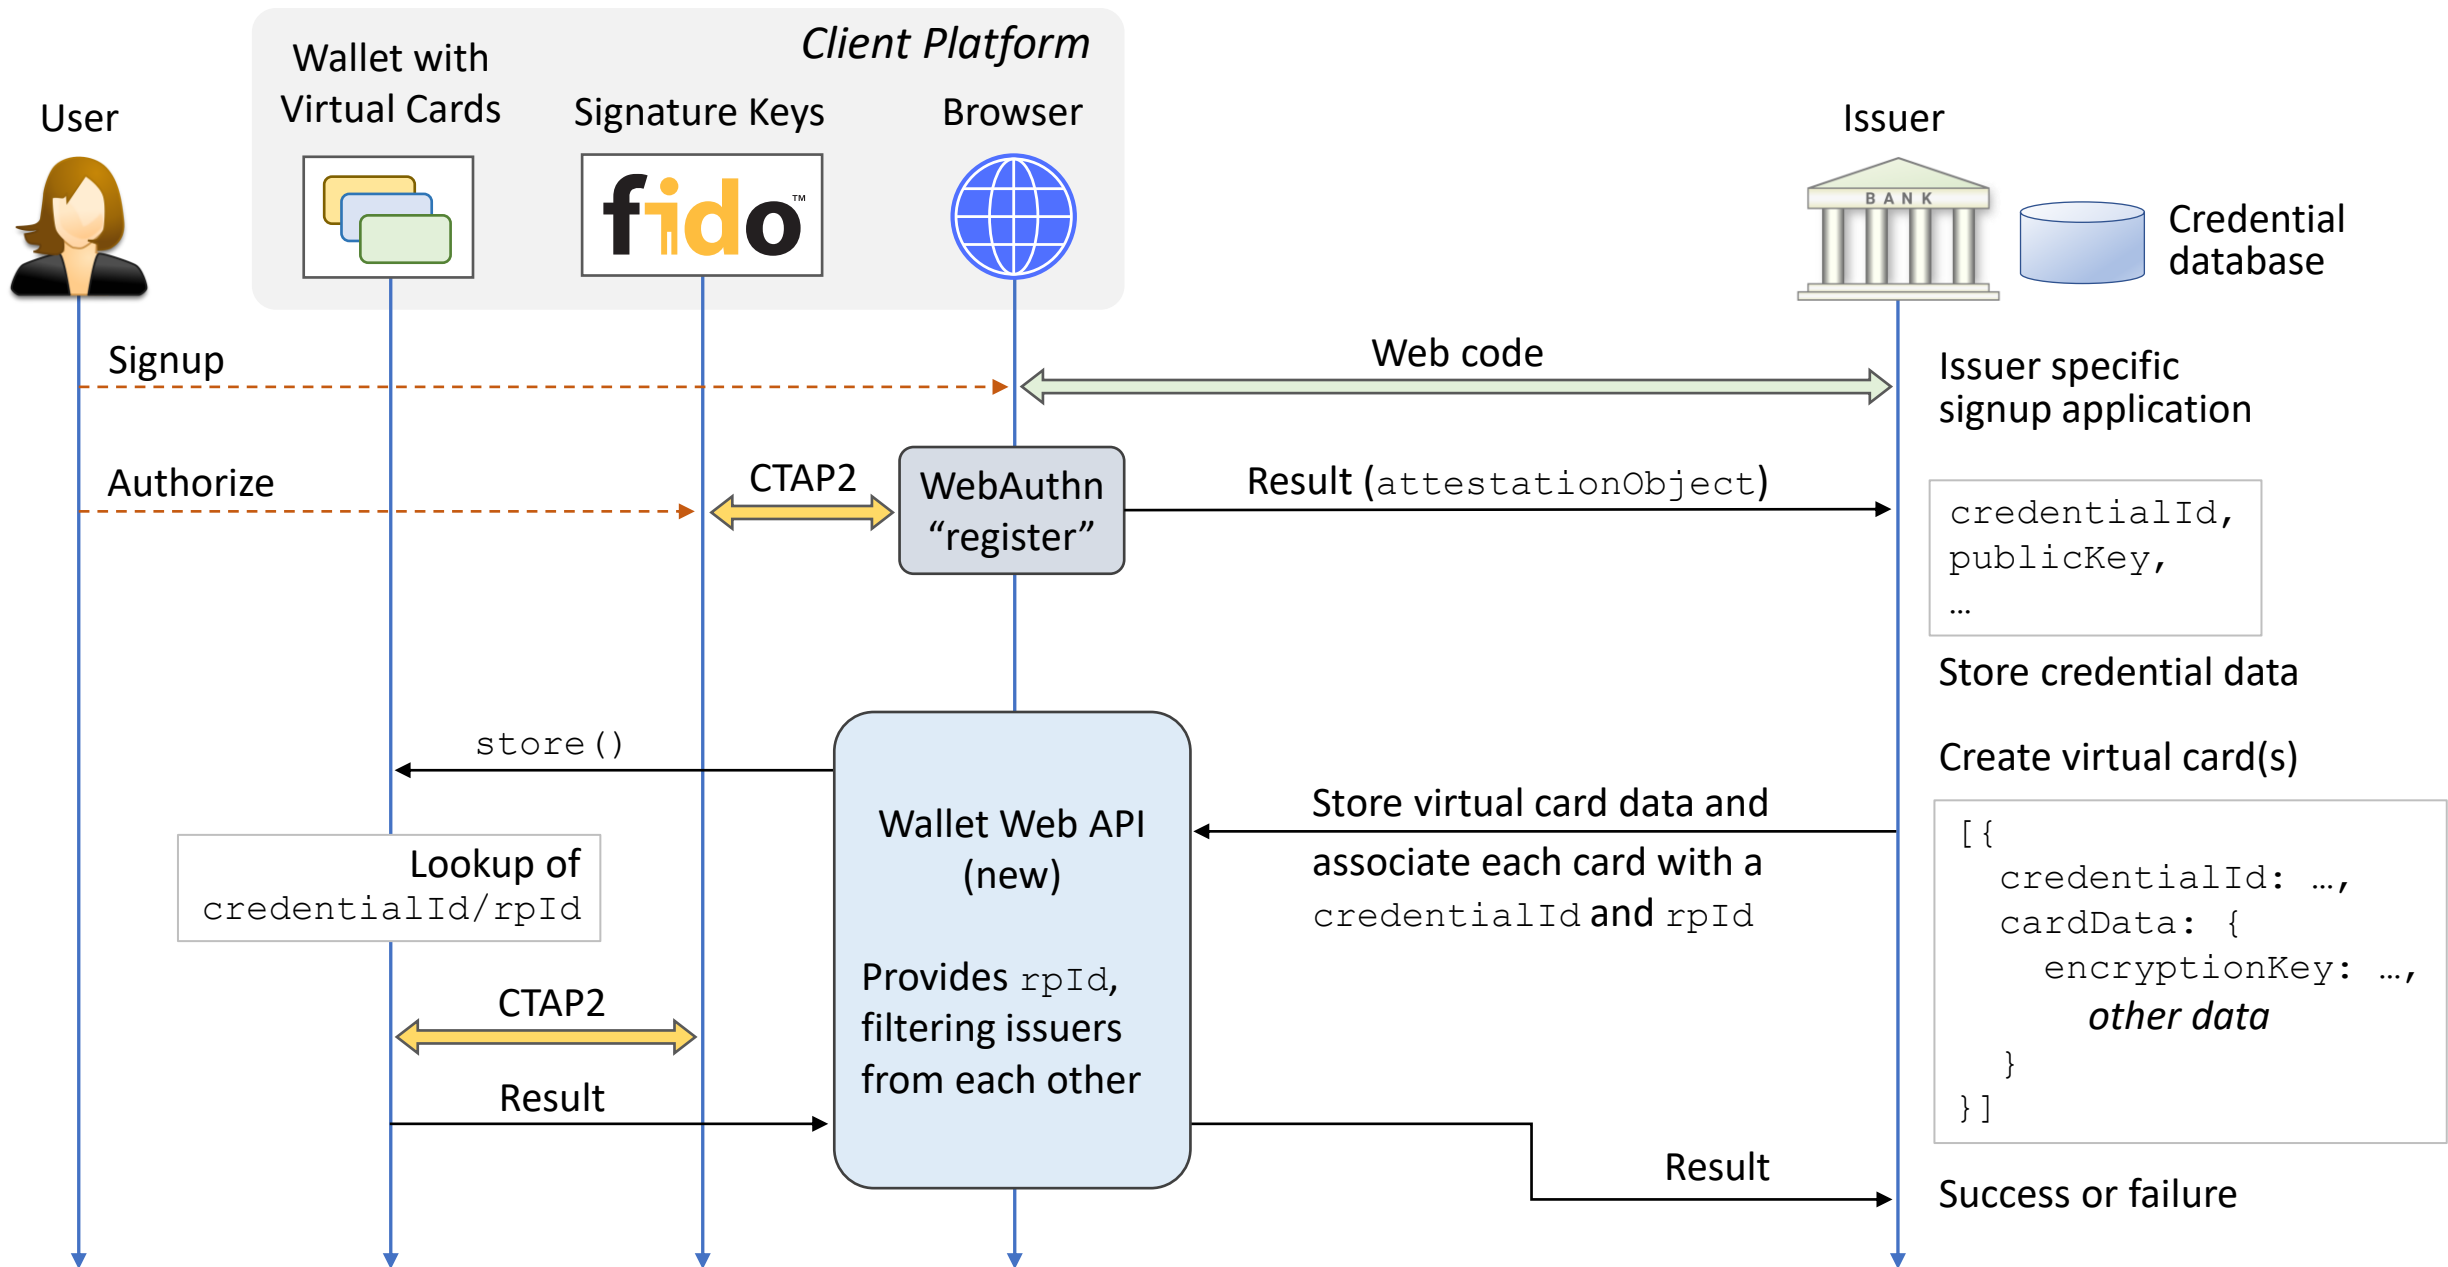 Client Platform
Wallet with
Virtual Cards
User
Signature Keys
Browser
Issuer
fido™
BANK
Credential
database
Signup
Web code
Issuer specific
signup application
Authorize
CTAP2
WebAuthn
“register”
Result (attestationObject)
credentialId,
publicKey,
…
Store credential data
store()
Wallet Web API
(new)
Provides rpId,
filtering issuers
from each other
Store virtual card data and
associate each card with a
credentialId and rpId
Create virtual card(s)
[{
credentialId: …,
cardData: {
encryptionKey: …,
other data
}
}]
Lookup of
credentialId/rpId
CTAP2
Result
Result
Success or failure